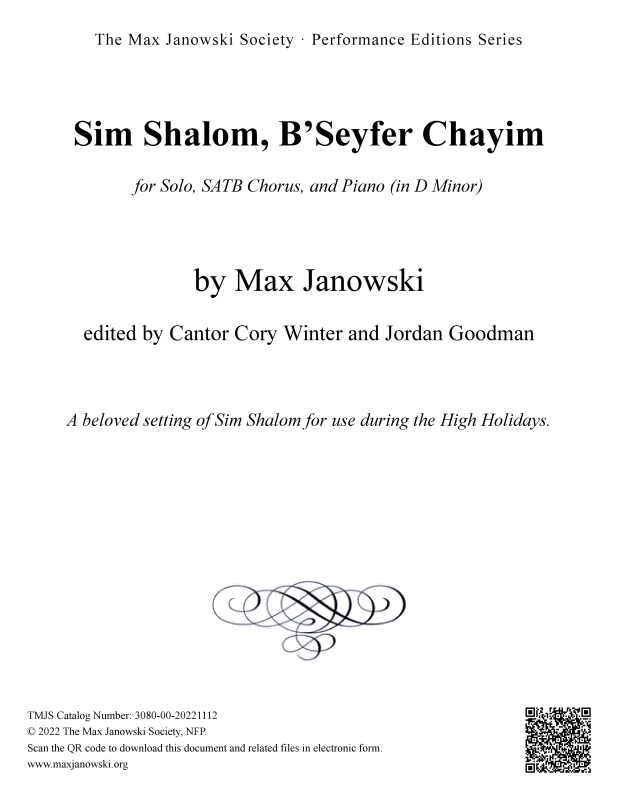 The Max Janowski Society · Performance Editions Series
Sim Shalom, B’Seyfer Chayim
for Solo, SATB Chorus, and Piano (in D Minor)
by Max Janowski
edited by Cantor Cory Winter and Jordan Goodman
A beloved setting of Sim Shalom for use during the High Holidays.
TMJS Catalog Number: 3080-00-20221112
© 2022 The Max Janowski Society, NFP.
Scan the QR code to download this document and related files in electronic form.
www.maxjanowski.org